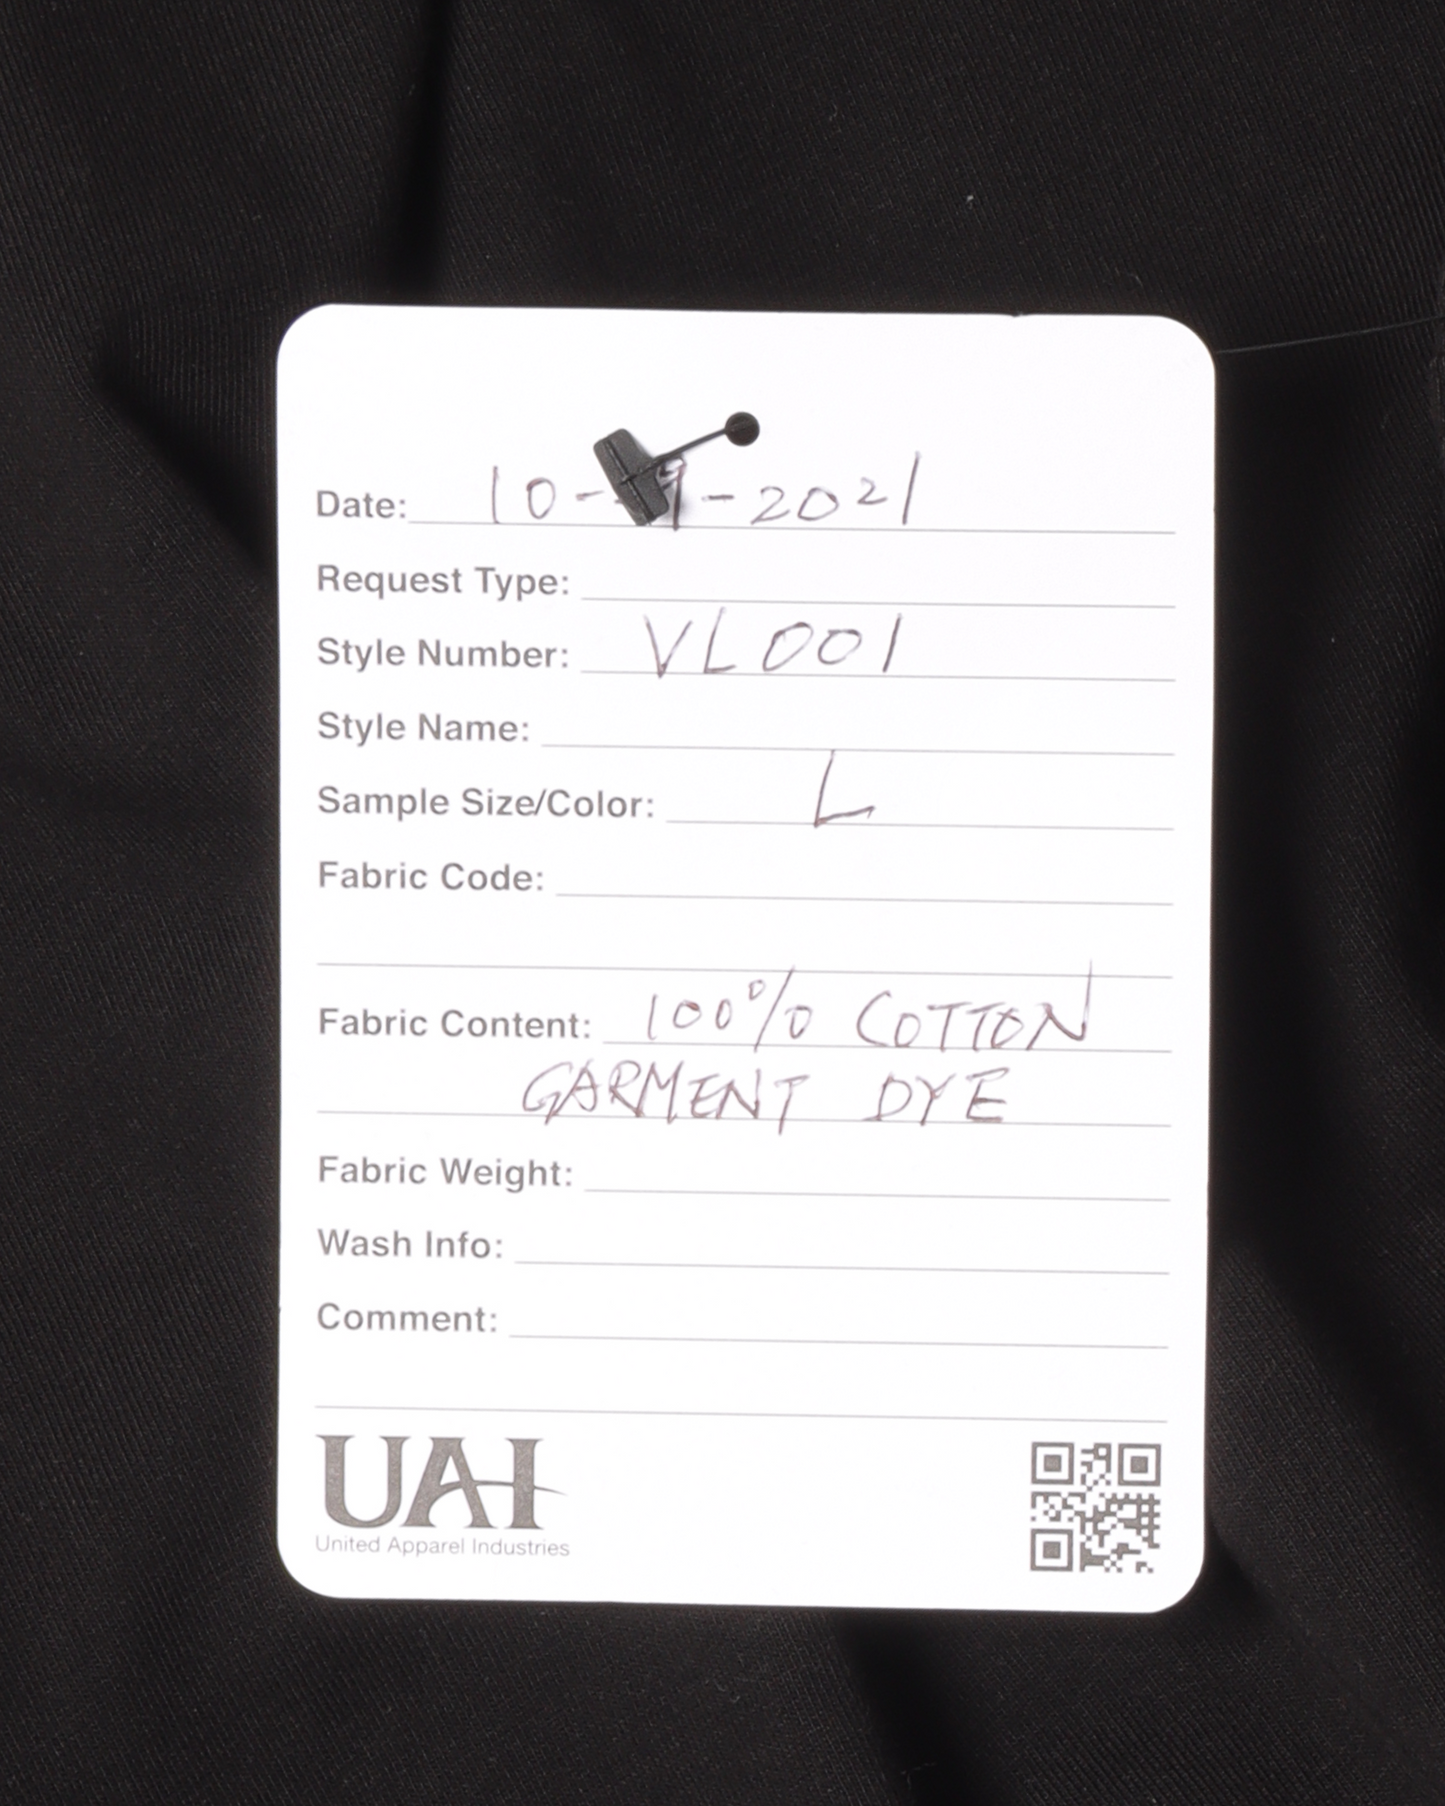 Date: 10- 9-2021
Request Type:
Style Number: VL001
Style Name:
Sample Size/Color: L
Fabric Code:
Fabric Content: 100% COTTON
GARMENT DYE
Fabric Weight:
Wash Info:
Comment:
UAI
United Apparel Industries